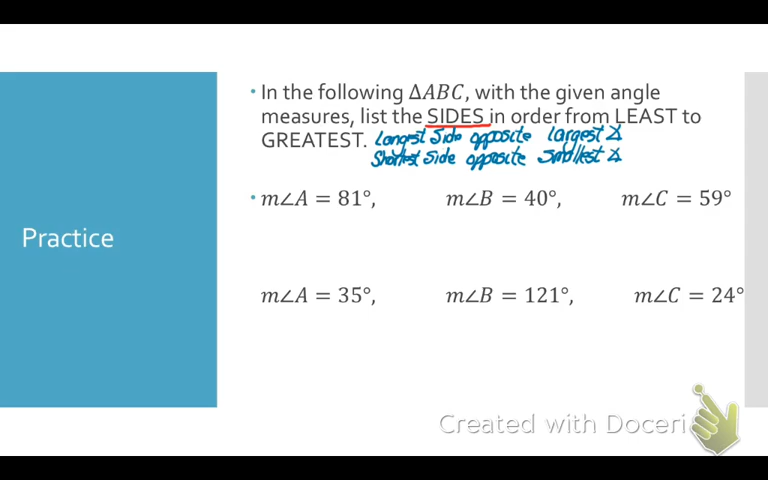 Practice
• In the following ΔABC, with the given angle
measures, list the SIDES in order from LEAST to
GREATEST. Longest Side opposite largest ∡
Shortest Side opposite Smallest ∡
• m∠A = 81°, m∠B = 40°, m∠C = 59°
m∠A = 35°, m∠B = 121°, m∠C = 24°
Created with Doceri